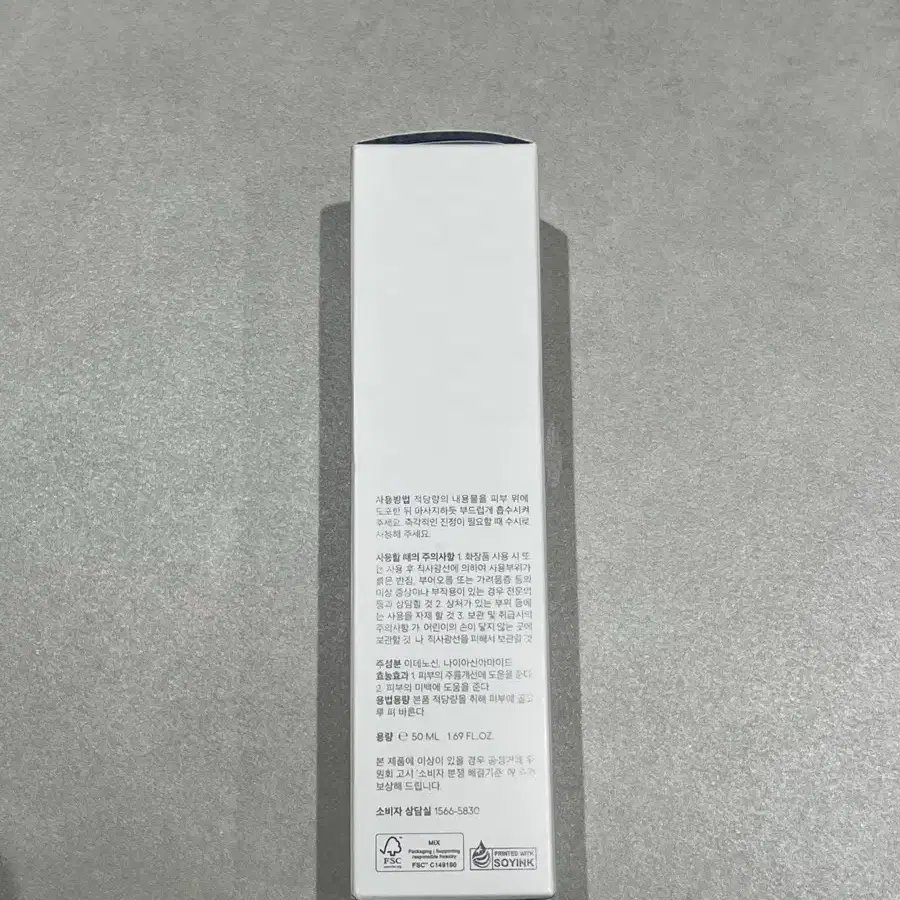 사용방법 적당량의 내용물을 피부 위에
도포한 뒤 마사지하듯 부드럽게 흡수시켜
주세요. 즉각적인 진정이 필요할 때 수시로
사용해 주세요.
사용할 때의 주의사항 1. 화장품 사용 시 또
는 사용 후 직사광선에 의하여 사용부위가
붉은 반점, 부어오름 또는 가려움증 등의
이상 증상이나 부작용이 있는 경우 전문의
등과 상담할 것 2. 상처가 있는 부위 등에
는 사용을 자제 할 것 3. 보관 및 취급시의
주의사항 가. 어린이의 손이 닿지 않는 곳에
보관할 것 나. 직사광선을 피해서 보관할 것
주성분 아데노신, 나이아신아마이드
효능효과 1. 피부의 주름개선에 도움을 준다.
2. 피부의 미백에 도움을 준다.
용법용량 본품 적당량을 취해 피부에 골고
루 펴 바른다.
용량 ℮ 50 ML 1.69 FL.OZ.
본 제품에 이상이 있을 경우 공정거래 위
원회 고시 '소비자 분쟁 해결기준' 에
보상해 드립니다.
소비자 상담실 1566-5830
FSC
MIX
Packaging | Supporting
responsible forestry
FSC™ C149190
PRINTED WITH
SOYINK